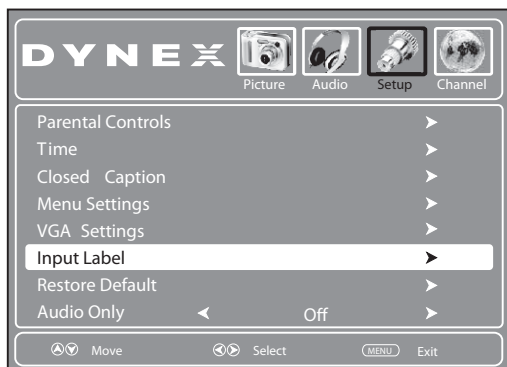 DYNEX
Picture Audio Setup Channel
Parental Controls
Time
Closed Caption
Menu Settings
VGA Settings
Input Label
Restore Default
Audio Only Off
Move Select MENU Exit